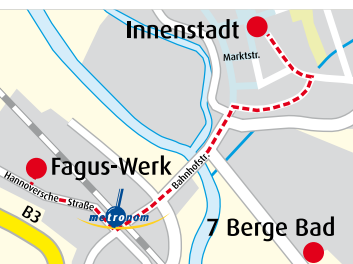 Innenstadt
Marktstr.
Bahnhofstr.
Fagus-Werk
Hannoversche Straße
metronom
B3
7 Berge Bad